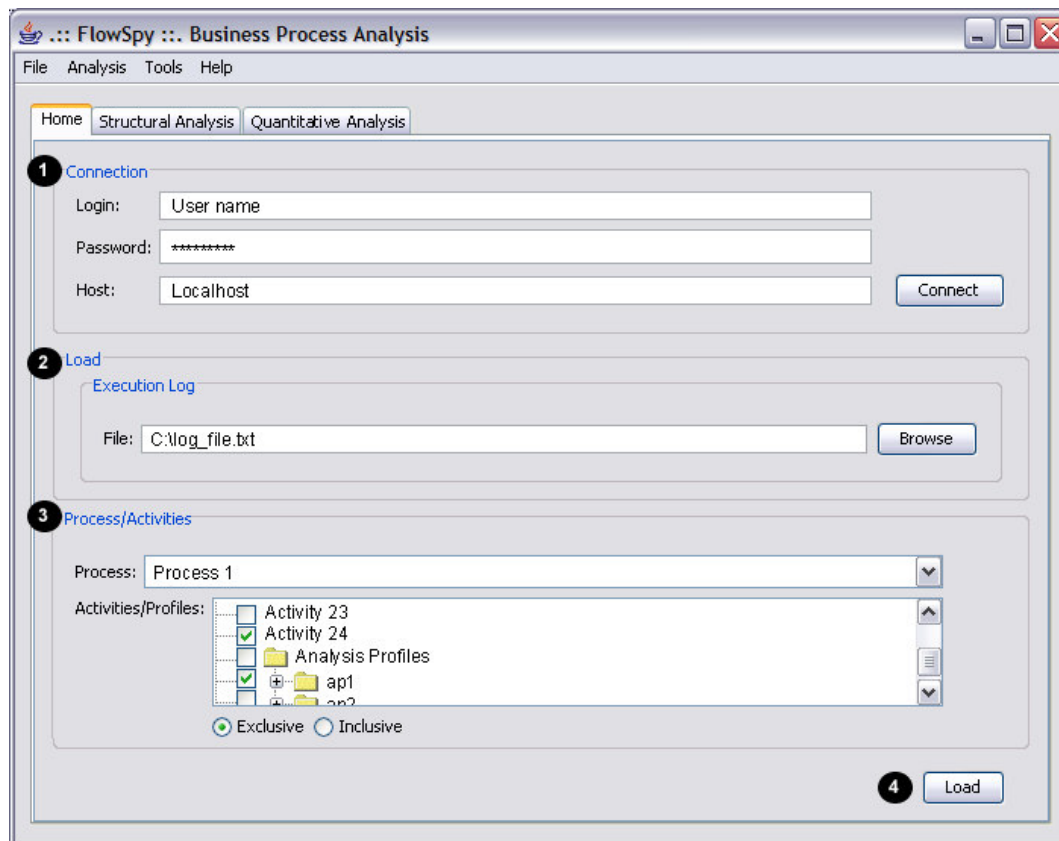 .:: FlowSpy ::. Business Process Analysis
File Analysis Tools Help
Home Structural Analysis Quantitative Analysis
1 Connection
Login: User name
Password: *********
Host: Localhost Connect
2 Load
Execution Log
File: C:\log_file.txt Browse
3 Process/Activities
Process: Process 1
Activities/Profiles: Activity 23
Activity 24
Analysis Profiles
ap1
ap2
Exclusive Inclusive
4 Load